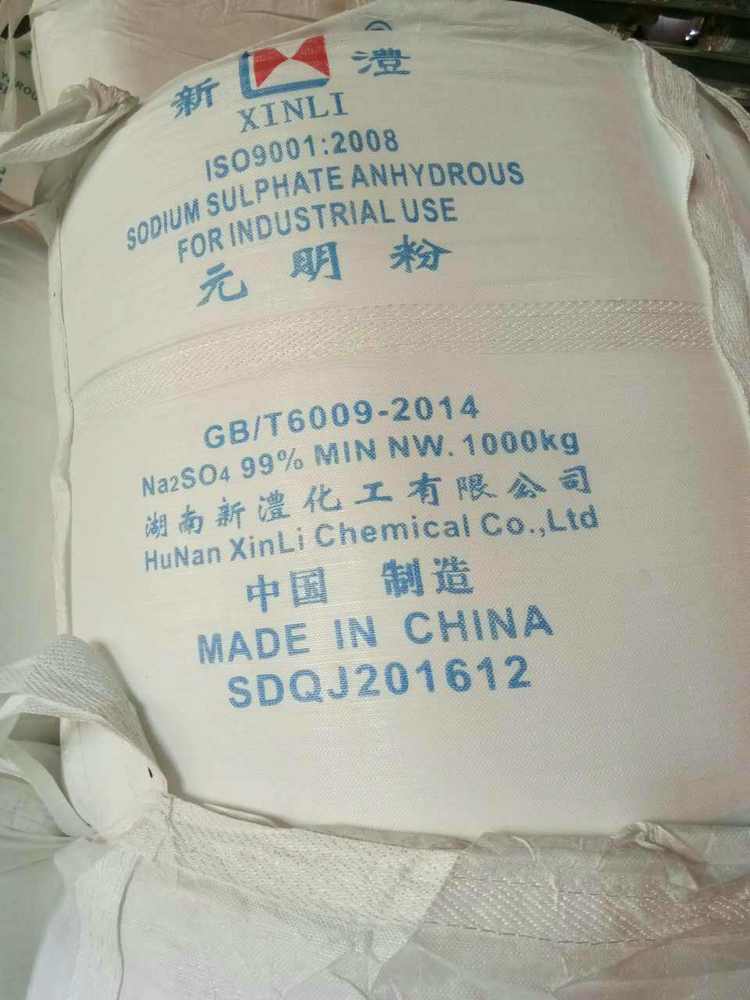 新 澧
XINLI
ISO9001:2008
SODIUM SULPHATE ANHYDROUS
FOR INDUSTRIAL USE
元 明 粉
GB/T6009-2014
Na2SO4 99% MIN NW. 1000kg
湖南新澧化工有限公司
HuNan XinLi Chemical Co.,Ltd
中国 制造
MADE IN CHINA
SDQJ201612